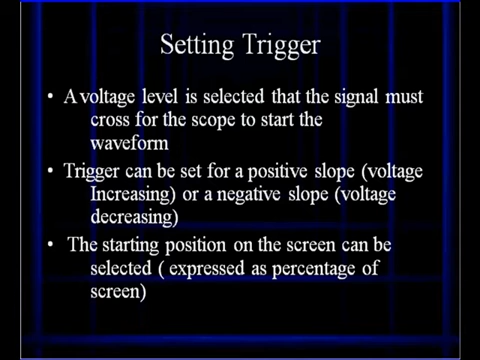 Setting Trigger
• A voltage level is selected that the signal must
cross for the scope to start the
waveform
• Trigger can be set for a positive slope (voltage
Increasing) or a negative slope (voltage
decreasing)
• The starting position on the screen can be
selected ( expressed as percentage of
screen)